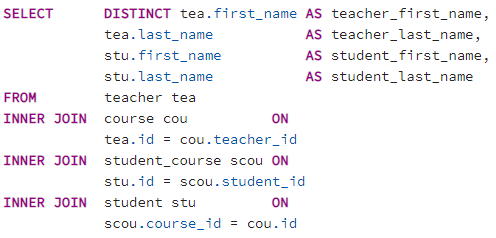 SELECT DISTINCT tea.first_name AS teacher_first_name,
tea.last_name AS teacher_last_name,
stu.first_name AS student_first_name,
stu.last_name AS student_last_name
FROM teacher tea
INNER JOIN course cou ON
tea.id = cou.teacher_id
INNER JOIN student_course scou ON
stu.id = scou.student_id
INNER JOIN student stu ON
scou.course_id = cou.id